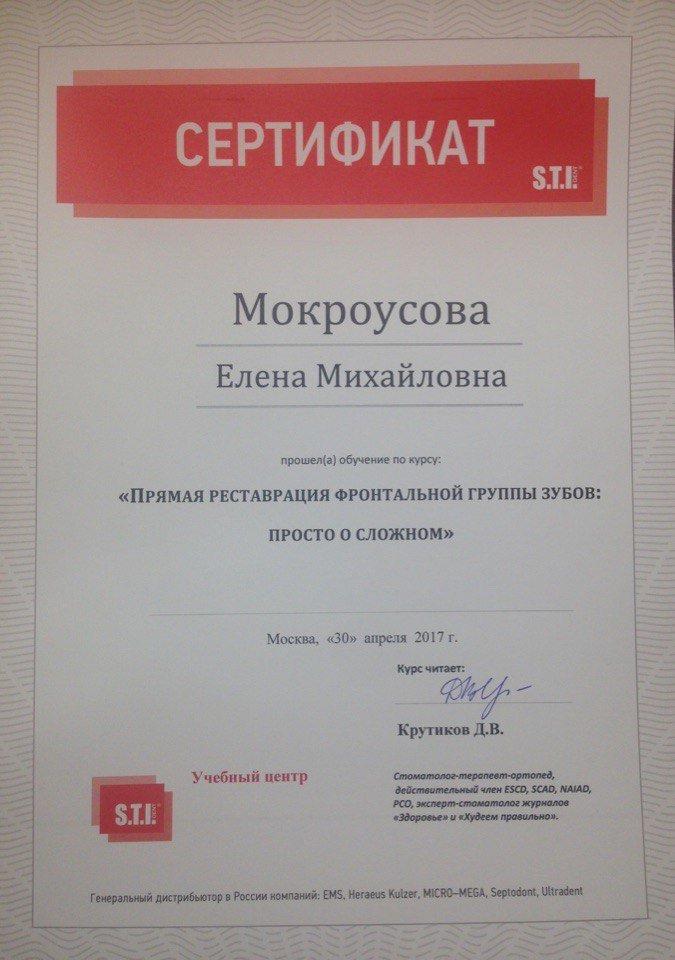 СЕРТИФИКАТ
S.T.I. DENT
Мокроусова
Елена Михайловна
прошел(а) обучение по курсу:
«ПРЯМАЯ РЕСТАВРАЦИЯ ФРОНТАЛЬНОЙ ГРУППЫ ЗУБОВ:
ПРОСТО О СЛОЖНОМ»
Москва, «30» апреля 2017 г.
Курс читает:
Крутиков Д.В.
Учебный центр
S.T.I. DENT
Стоматолог-терапевт-ортопед,
действительный член ESCD, SCAD, NAIAD,
PCO, эксперт-стоматолог журналов
«Здоровье» и «Худеем правильно».
Генеральный дистрибьютор в России компаний: EMS, Heraeus Kulzer, MICRO–MEGA, Septodont, Ultradent